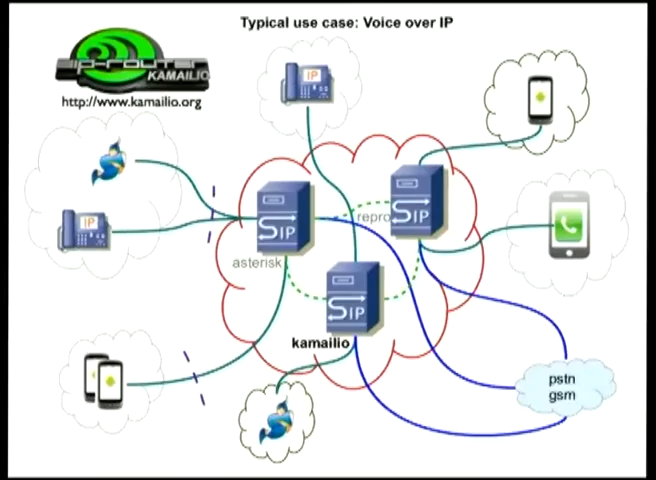 Typical use case: Voice over IP
sip-router
KAMAILIO
http://www.kamailio.org
IP
IP
SIP
repro
SIP
asterisk
SIP
kamailio
pstn
gsm